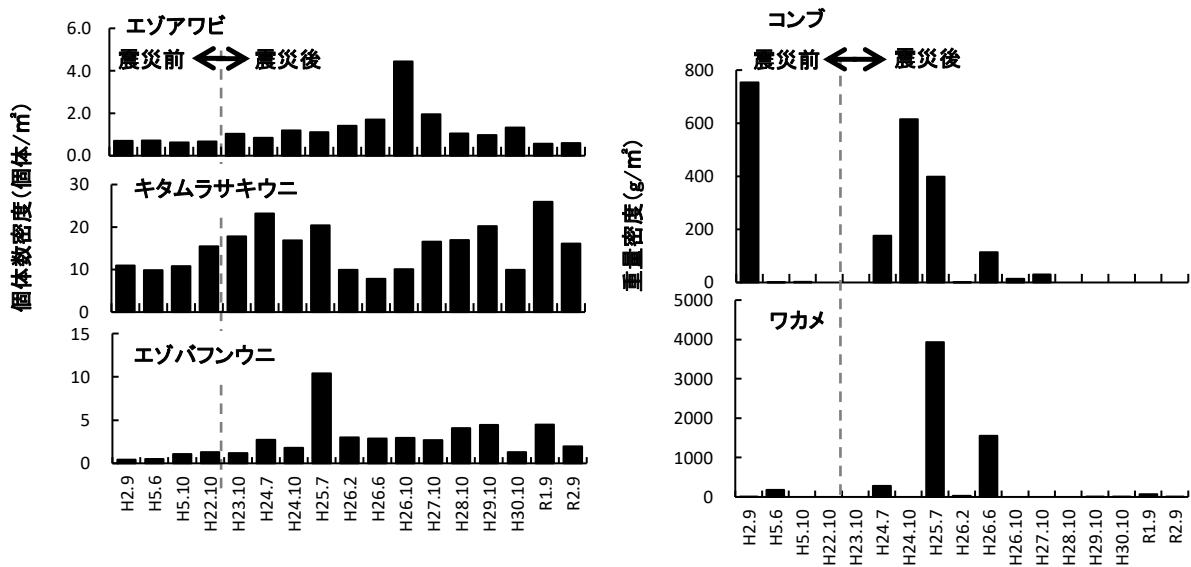 エゾアワビ
6.0
4.0
2.0
0.0
震災前
震災後
個体数密度(個体/㎡)
キタムラサキウニ
30
20
10
0
エゾバフンウニ
15
10
5
0
H2.9
H5.6
H5.10
H22.10
H23.10
H24.7
H24.10
H25.7
H26.2
H26.6
H26.10
H27.10
H28.10
H29.10
H30.10
R1.9
R2.9
コンブ
震災前
震災後
800
600
400
200
0
重量密度(g/㎡)
ワカメ
5000
4000
3000
2000
1000
0
H2.9
H5.6
H5.10
H22.10
H23.10
H24.7
H24.10
H25.7
H26.2
H26.6
H26.10
H27.10
H28.10
H29.10
H30.10
R1.9
R2.9